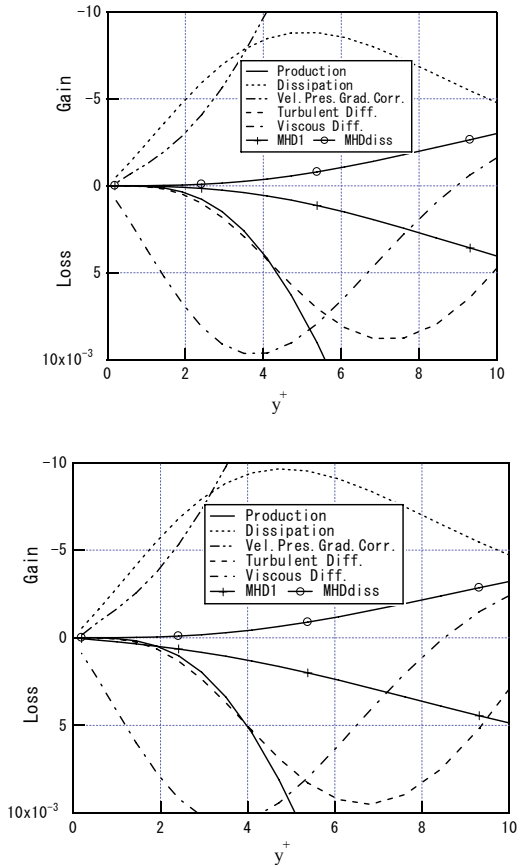 -10
-5
0
5
10x10⁻³
Gain
Loss
Production
Dissipation
Vel.Pres.Grad.Corr.
Turbulent Diff.
Viscous Diff.
MHD1 MHDdiss
0 2 4 6 8 10
y⁺
-10
-5
0
5
10x10⁻³
Gain
Loss
Production
Dissipation
Vel.Pres.Grad.Corr.
Turbulent Diff.
Viscous Diff.
MHD1 MHDdiss
0 2 4 6 8 10
y⁺